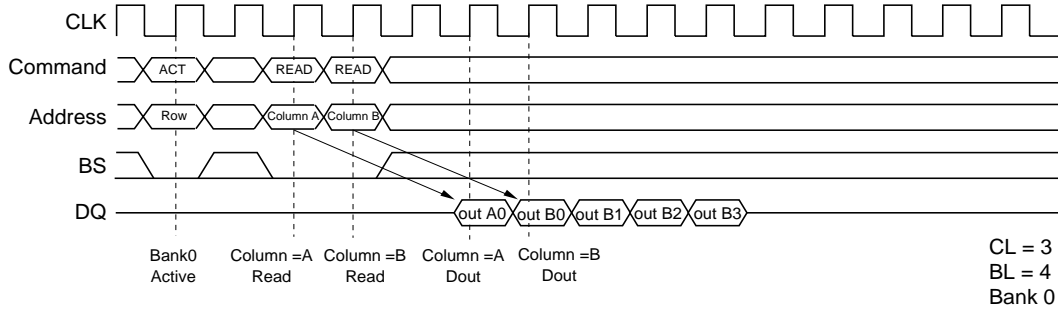 CLK
Command ACT READ READ
Address Row Column A Column B
BS
DQ out A0 out B0 out B1 out B2 out B3
Bank0 Column =A Column =B Column =A Column =B
Active Read Read Dout Dout
CL = 3
BL = 4
Bank 0